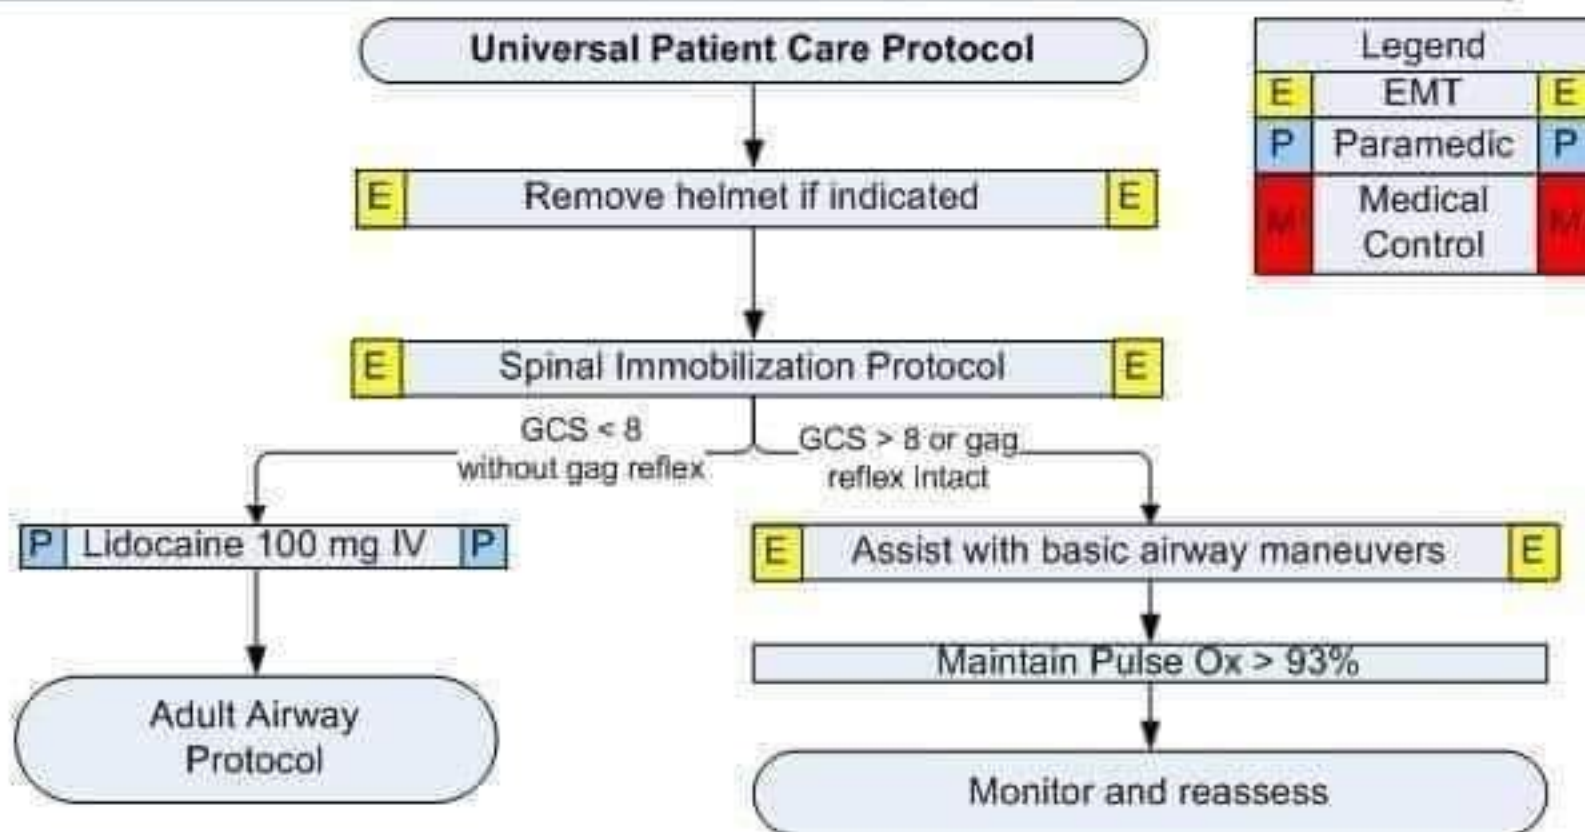 Universal Patient Care Protocol
Legend
E EMT E
P Paramedic P
M Medical M
Control
E Remove helmet if indicated E
E Spinal Immobilization Protocol E
GCS < 8
without gag reflex
GCS > 8 or gag
reflex intact
P Lidocaine 100 mg IV P
E Assist with basic airway maneuvers E
Maintain Pulse Ox > 93%
Adult Airway
Protocol
Monitor and reassess